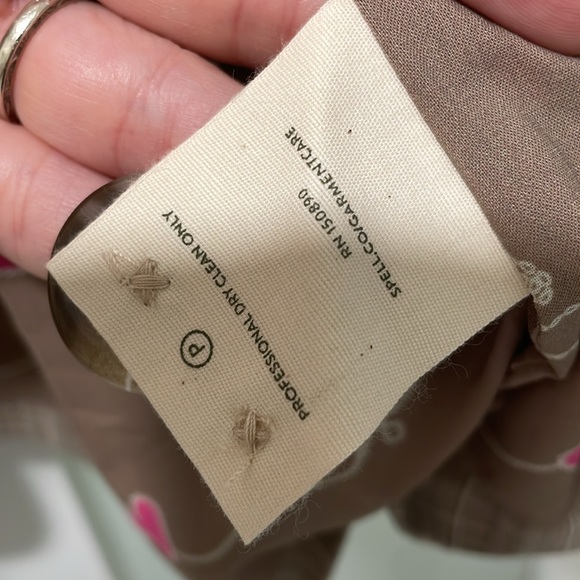 PROFESSIONAL DRY CLEAN ONLY
P
RN 150890
SPELL.CO/GARMENTCARE